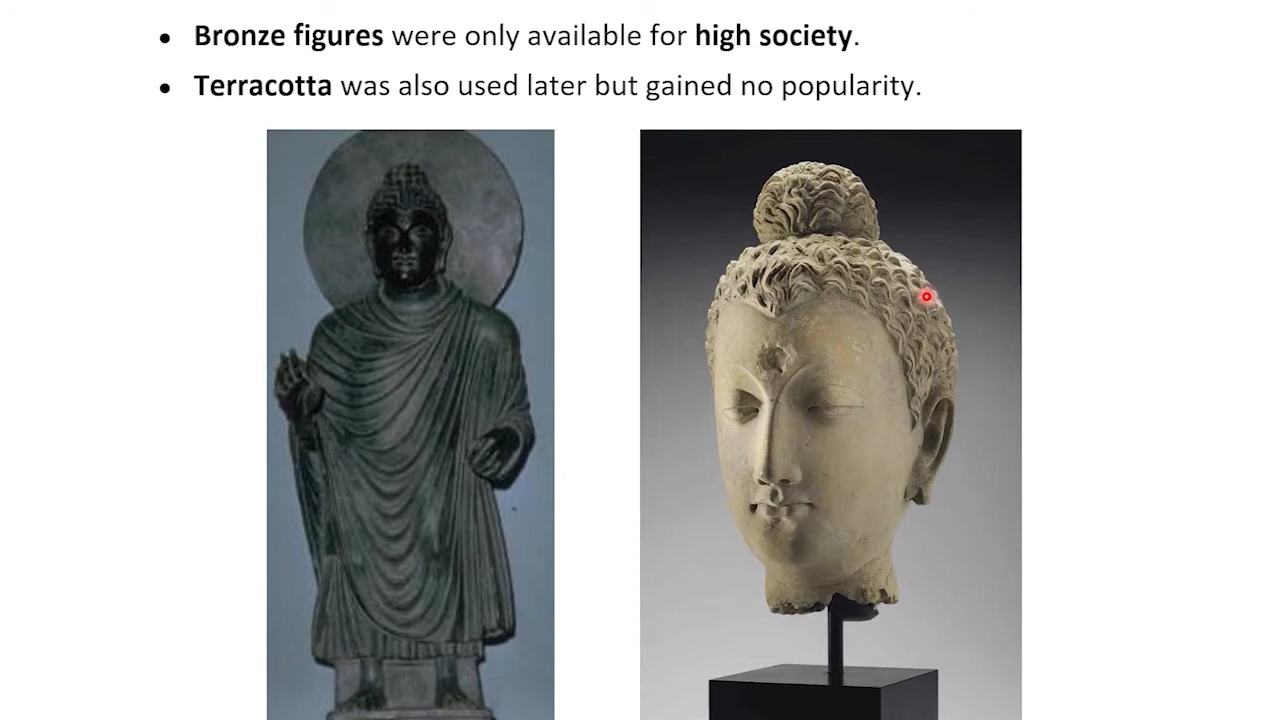 • Bronze figures were only available for high society.
• Terracotta was also used later but gained no popularity.